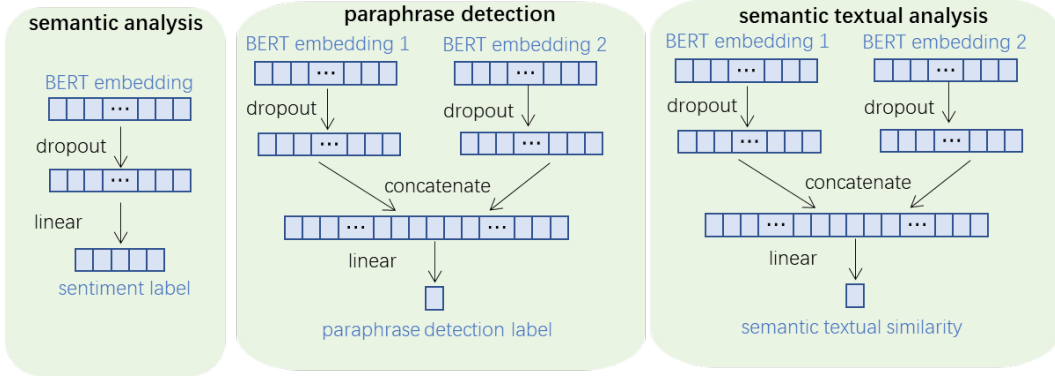 semantic analysis
BERT embedding
...
dropout
...
linear
sentiment label
paraphrase detection
BERT embedding 1 BERT embedding 2
... ...
dropout dropout
... ...
concatenate
... ...
linear
paraphrase detection label
semantic textual analysis
BERT embedding 1 BERT embedding 2
... ...
dropout dropout
... ...
concatenate
... ...
linear
semantic textual similarity